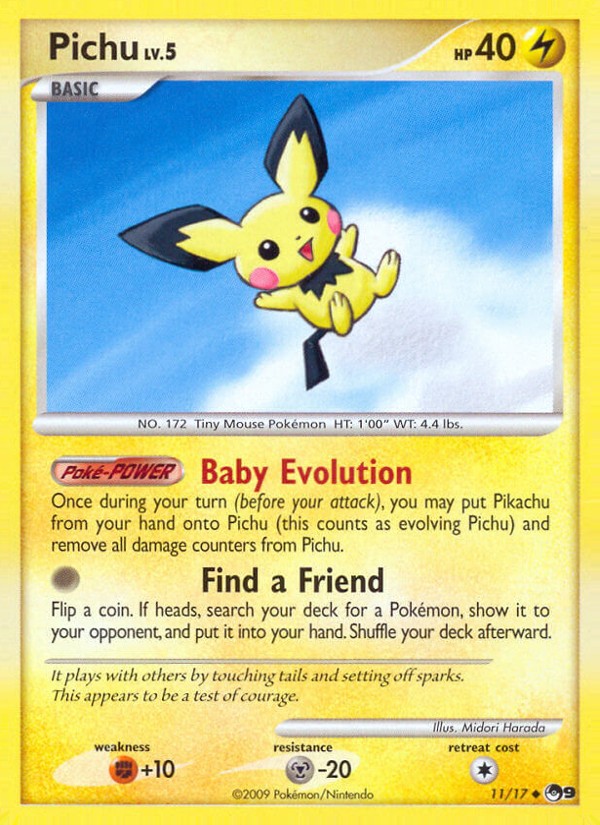 Pichu LV.5 HP 40
BASIC
NO. 172 Tiny Mouse Pokémon HT: 1'00" WT: 4.4 lbs.
Poké-POWER Baby Evolution
Once during your turn (before your attack), you may put Pikachu
from your hand onto Pichu (this counts as evolving Pichu) and
remove all damage counters from Pichu.
Find a Friend
Flip a coin. If heads, search your deck for a Pokémon, show it to
your opponent, and put it into your hand. Shuffle your deck afterward.
It plays with others by touching tails and setting off sparks.
This appears to be a test of courage.
Illus. Midori Harada
weakness resistance retreat cost
+10 -20
©2009 Pokémon/Nintendo 11/17 9